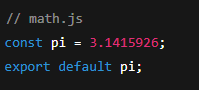 // math.js
const pi = 3.1415926;
export default pi;